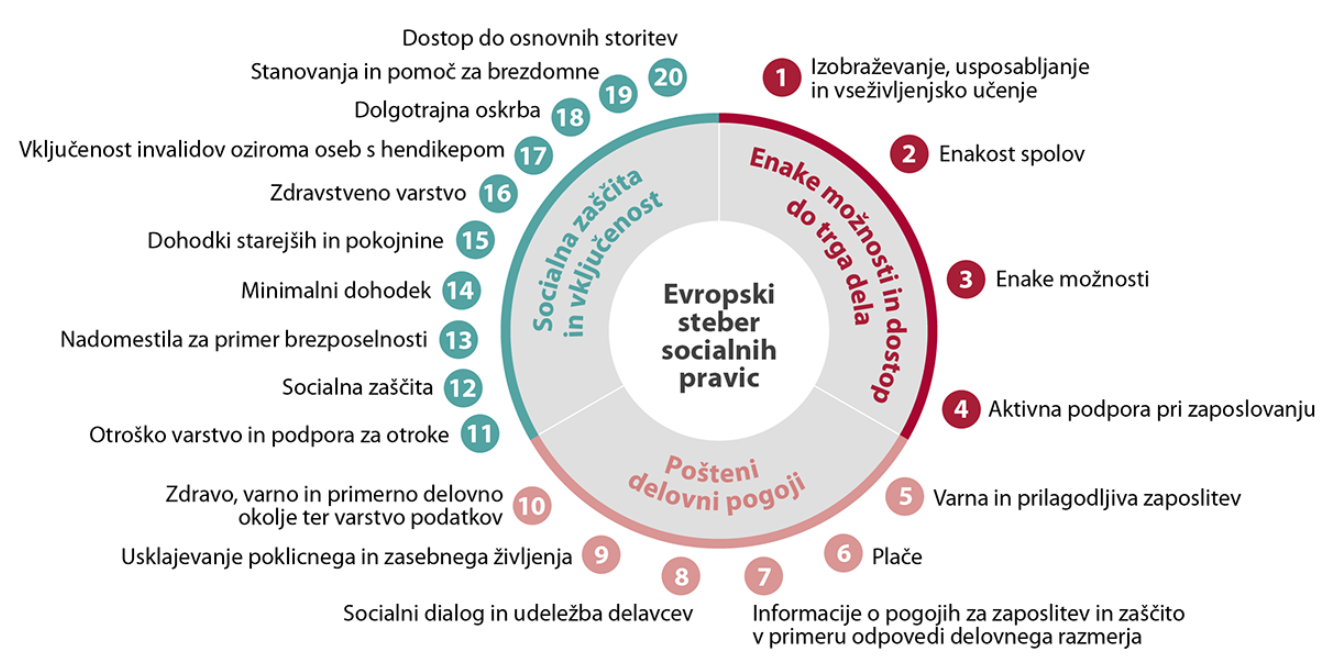 Evropski
steber
socialnih
pravic
Enake možnosti in dostop
do trga dela
1 Izobraževanje, usposabljanje
in vseživljenjsko učenje
2 Enakost spolov
3 Enake možnosti
4 Aktivna podpora pri zaposlovanju
Pošteni
delovni pogoji
5 Varna in prilagodljiva zaposlitev
6 Plače
7 Informacije o pogojih za zaposlitev in zaščito
v primeru odpovedi delovnega razmerja
8 Socialni dialog in udeležba delavcev
9 Usklajevanje poklicnega in zasebnega življenja
10 Zdravo, varno in primerno delovno
okolje ter varstvo podatkov
Socialna zaščita
in vključenost
11 Otroško varstvo in podpora za otroke
12 Socialna zaščita
13 Nadomestila za primer brezposelnosti
14 Minimalni dohodek
15 Dohodki starejših in pokojnine
16 Zdravstveno varstvo
17 Vključenost invalidov oziroma oseb s hendikepom
18 Dolgotrajna oskrba
19 Stanovanja in pomoč za brezdomne
20 Dostop do osnovnih storitev